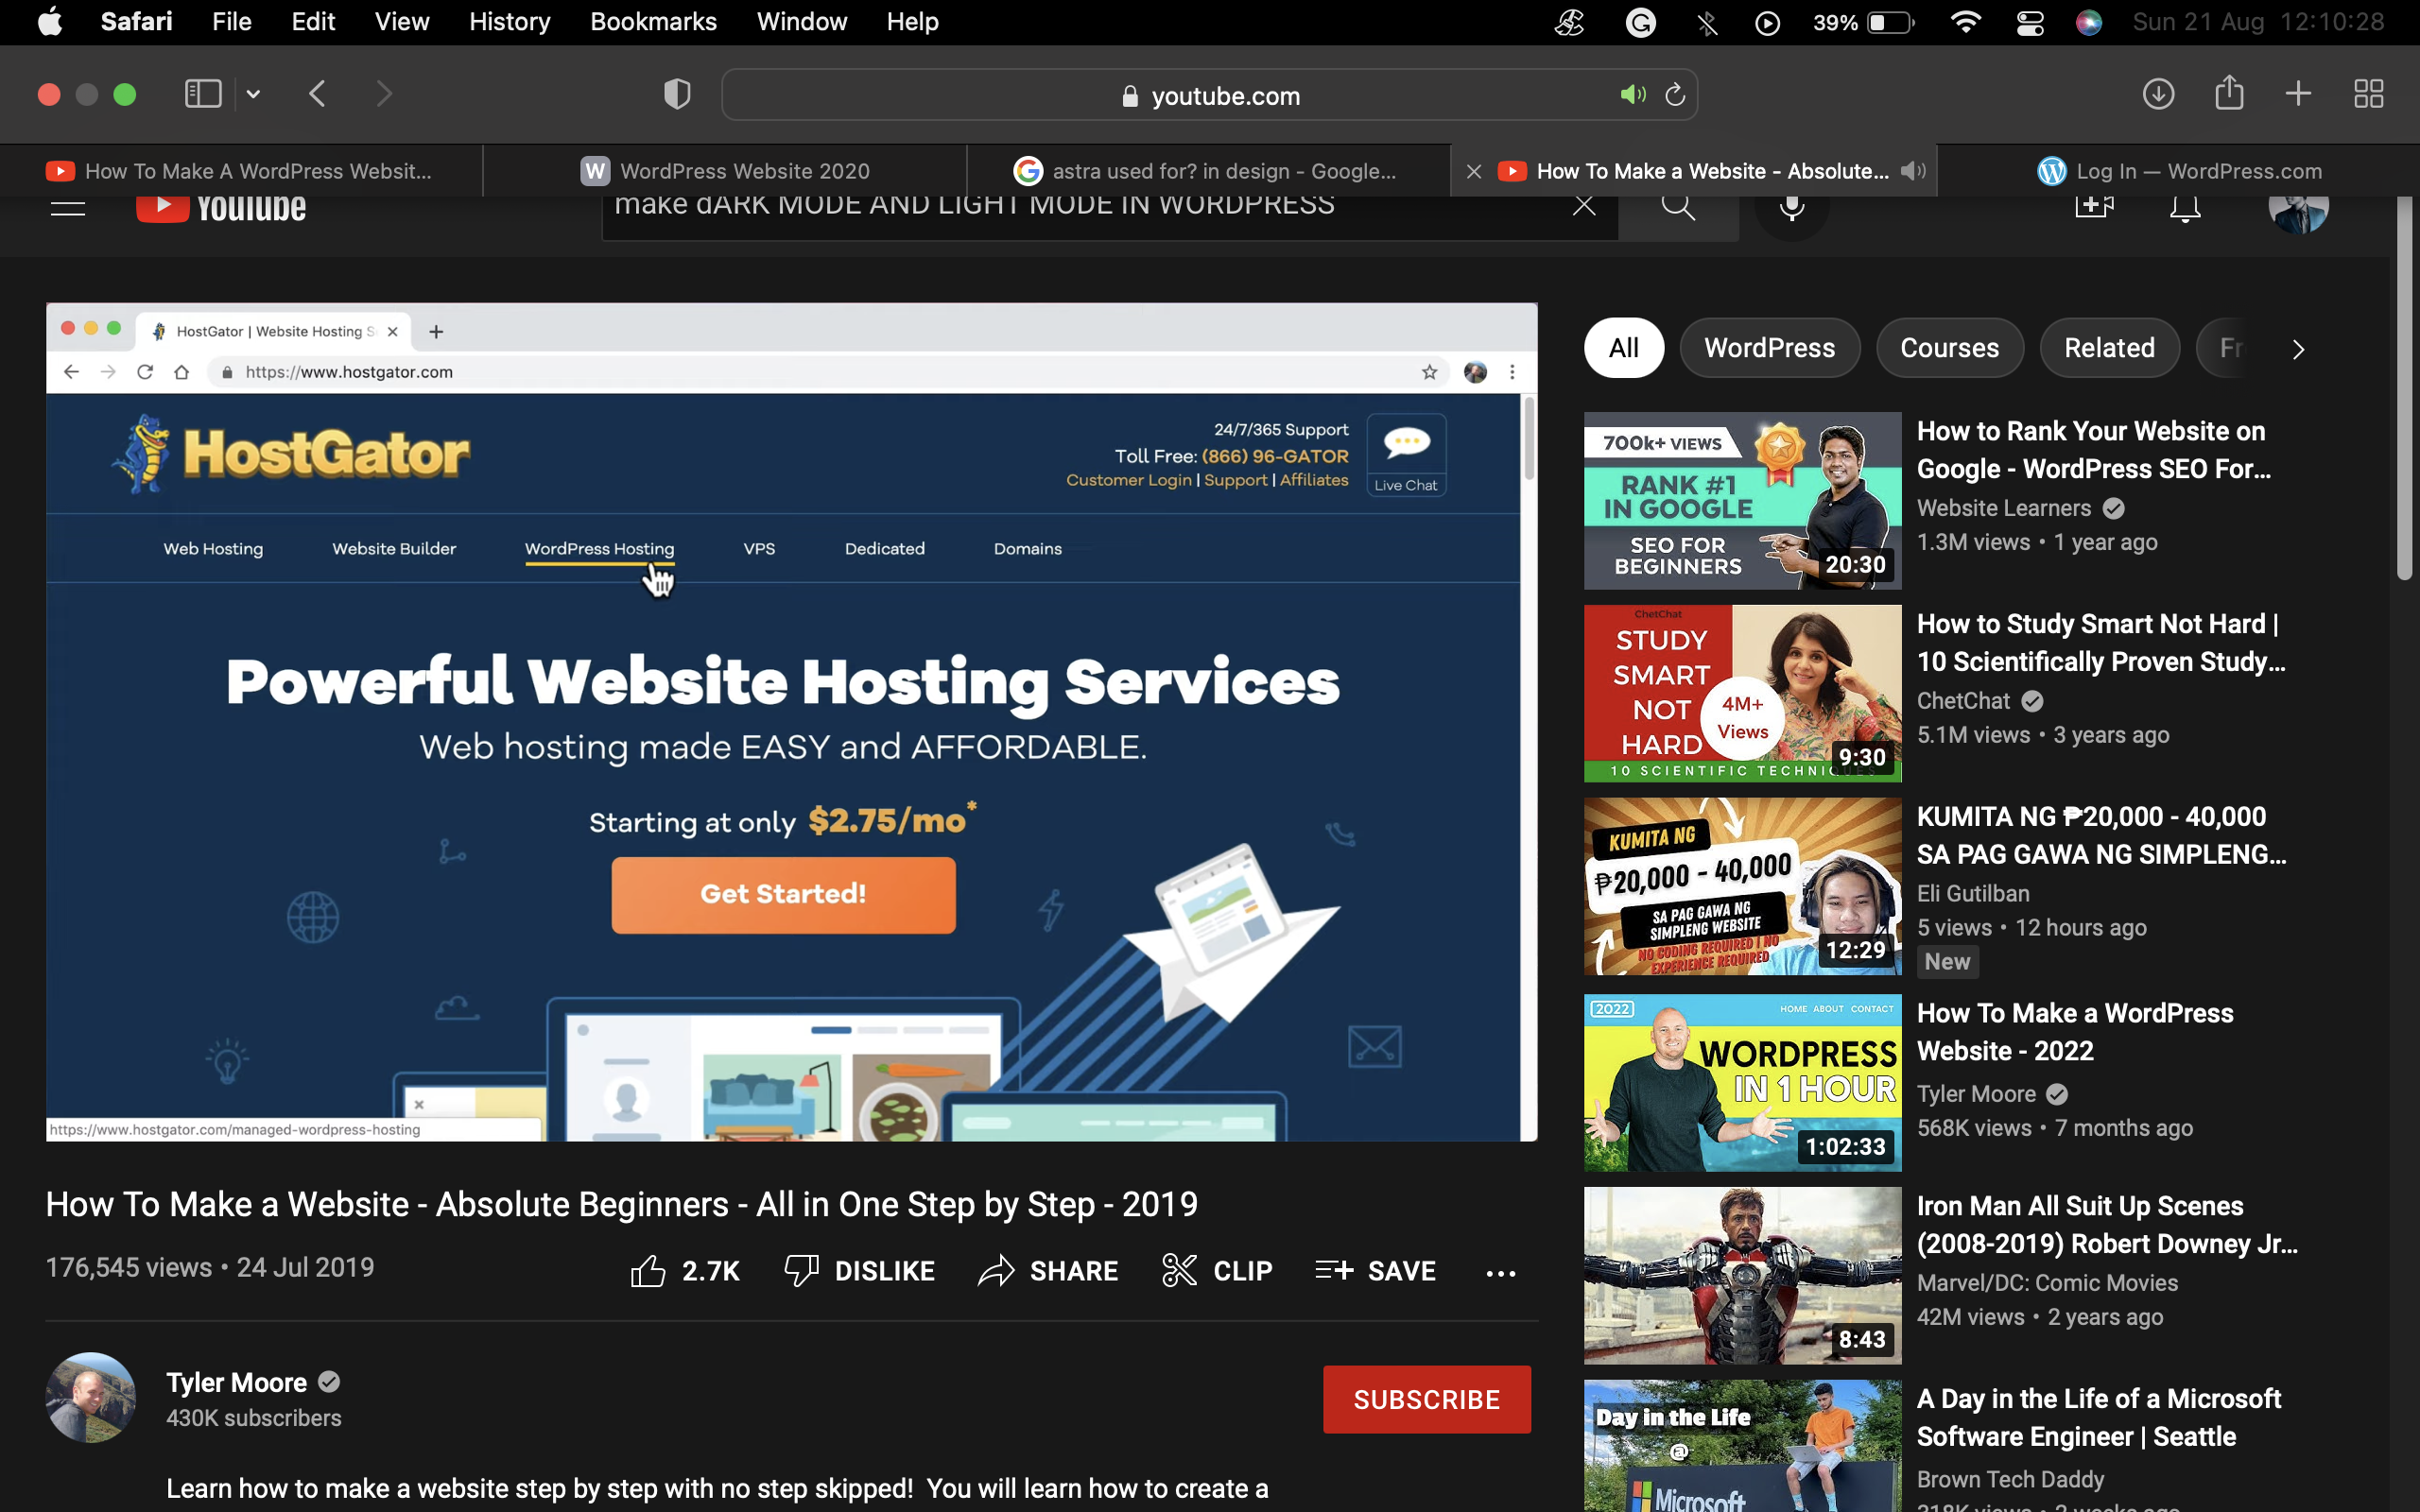 Safari File Edit View History Bookmarks Window Help 39% Sun 21 Aug 12:10:28
youtube.com
How To Make A WordPress Websit...
WordPress Website 2020
astra used for? in design - Google...
How To Make a Website - Absolute...
Log In — WordPress.com
YouTube
make dARK MODE AND LIGHT MODE IN WORDPRESS
HostGator | Website Hosting S
https://www.hostgator.com
HostGator
24/7/365 Support
Toll Free: (866) 96-GATOR
Customer Login | Support | Affiliates
Live Chat
Web Hosting Website Builder WordPress Hosting VPS Dedicated Domains
Powerful Website Hosting Services
Web hosting made EASY and AFFORDABLE.
Starting at only $2.75/mo*
Get Started!
https://www.hostgator.com/managed-wordpress-hosting
How To Make a Website - Absolute Beginners - All in One Step by Step - 2019
176,545 views • 24 Jul 2019
2.7K DISLIKE SHARE CLIP SAVE
Tyler Moore
430K subscribers
SUBSCRIBE
Learn how to make a website step by step with no step skipped! You will learn how to create a
All WordPress Courses Related Fr
700k+ VIEWS
RANK #1
IN GOOGLE
SEO FOR
BEGINNERS
20:30
How to Rank Your Website on
Google - WordPress SEO For...
Website Learners
1.3M views • 1 year ago
ChetChat
STUDY
SMART
NOT
HARD
4M+
Views
10 SCIENTIFIC TECHNIQUES
9:30
How to Study Smart Not Hard |
10 Scientifically Proven Study...
ChetChat
5.1M views • 3 years ago
KUMITA NG
₱20,000 - 40,000
SA PAG GAWA NG
SIMPLENG WEBSITE
NO CODING REQUIRED | NO
EXPERIENCE REQUIRED
12:29
KUMITA NG ₱20,000 - 40,000
SA PAG GAWA NG SIMPLENG...
Eli Gutilban
5 views • 12 hours ago
New
2022
HOME ABOUT CONTACT
WORDPRESS
IN 1 HOUR
1:02:33
How To Make a WordPress
Website - 2022
Tyler Moore
568K views • 7 months ago
8:43
Iron Man All Suit Up Scenes
(2008-2019) Robert Downey Jr...
Marvel/DC: Comic Movies
42M views • 2 years ago
Day in the Life
@
Microsoft
A Day in the Life of a Microsoft
Software Engineer | Seattle
Brown Tech Daddy